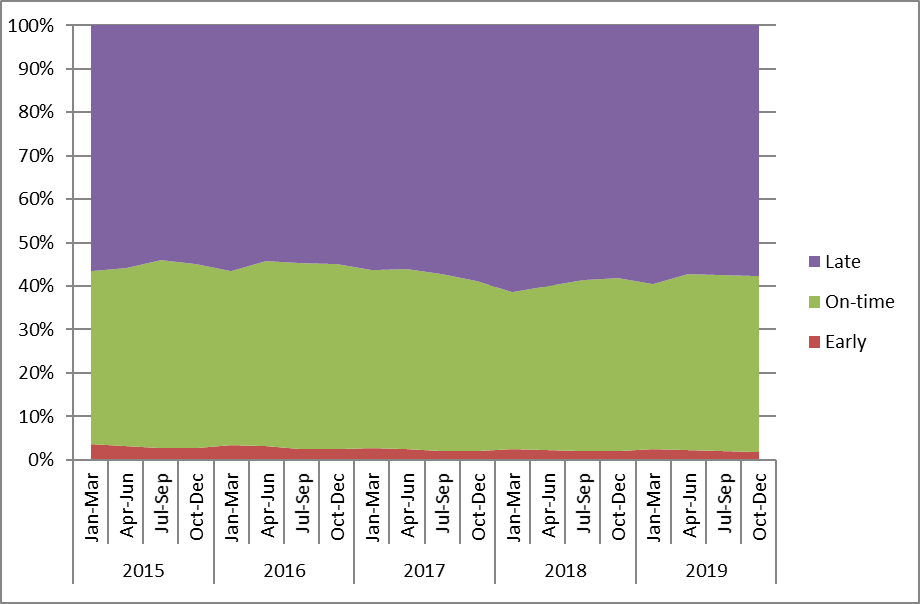 100%
90%
80%
70%
60%
50%
40%
30%
20%
10%
0%
Late
On-time
Early
Jan-Mar Apr-Jun Jul-Sep Oct-Dec Jan-Mar Apr-Jun Jul-Sep Oct-Dec Jan-Mar Apr-Jun Jul-Sep Oct-Dec Jan-Mar Apr-Jun Jul-Sep Oct-Dec Jan-Mar Apr-Jun Jul-Sep Oct-Dec
2015 2016 2017 2018 2019